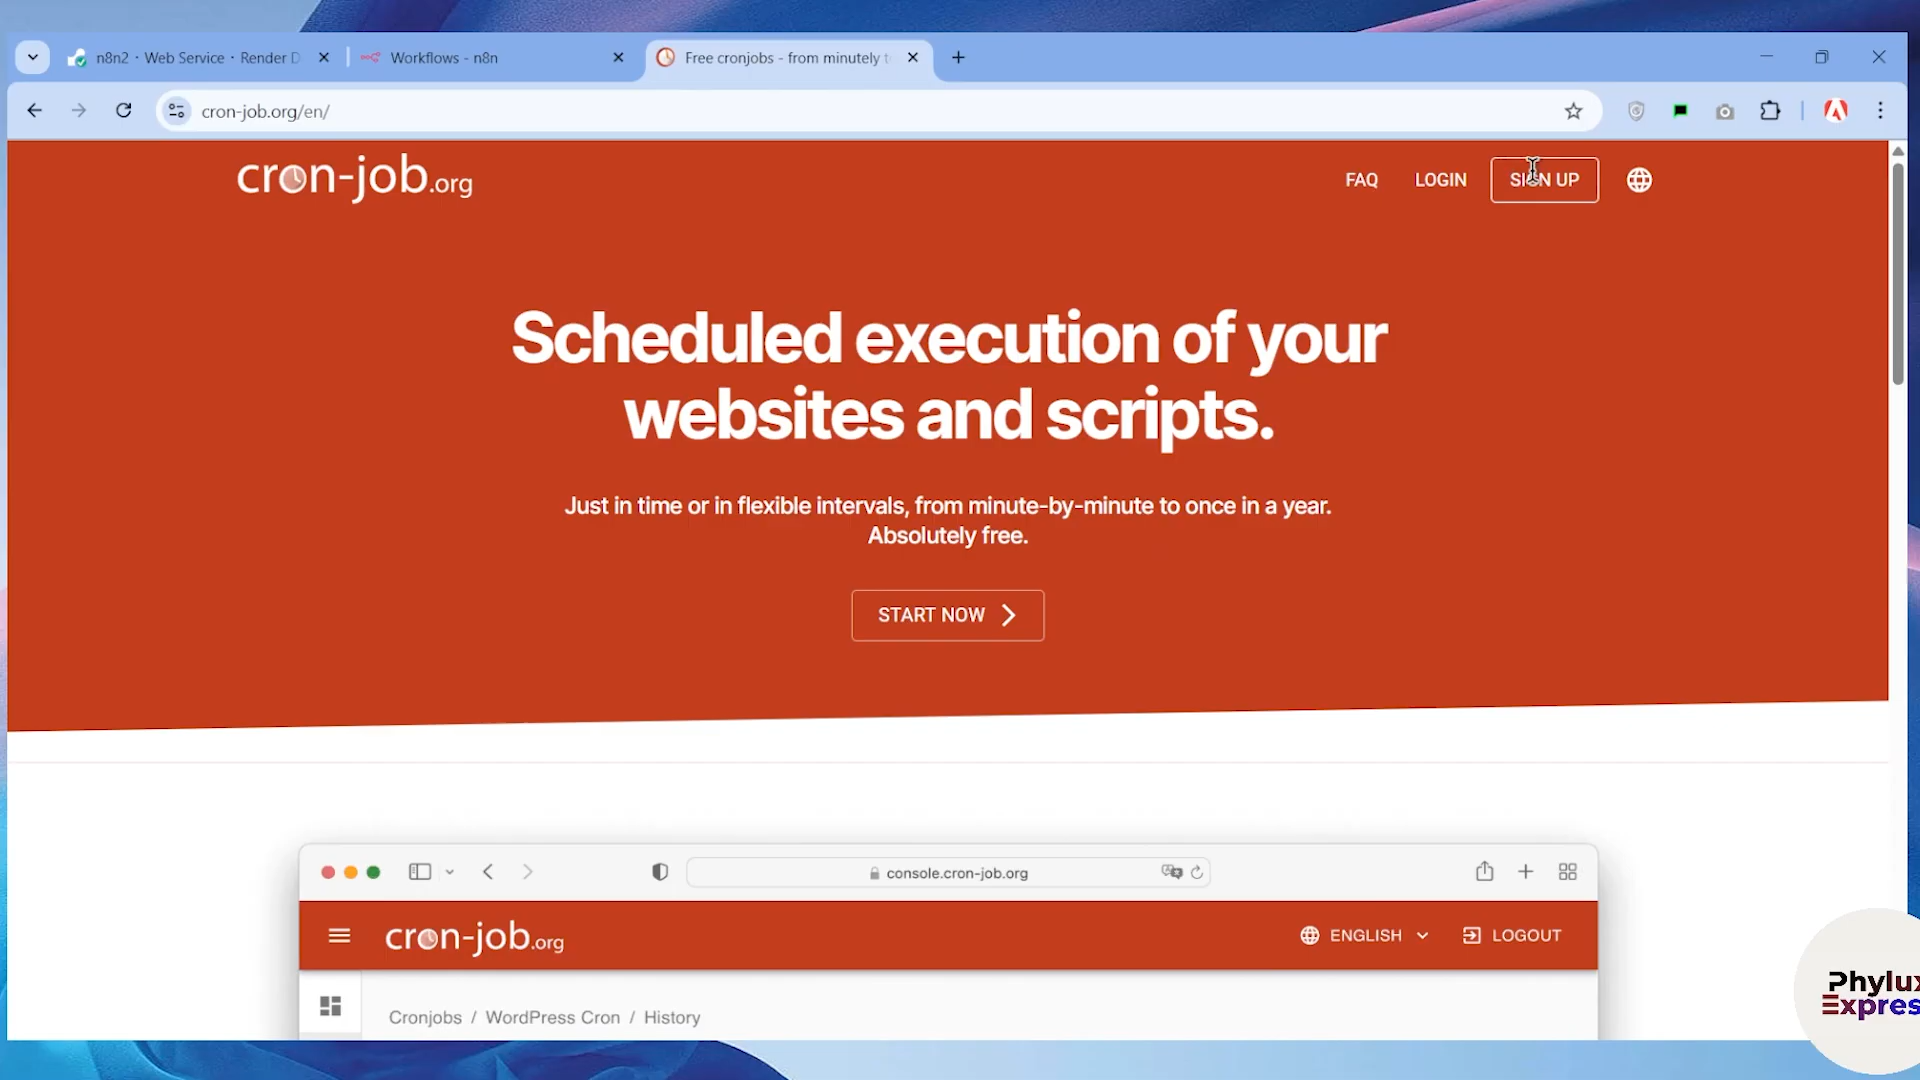 n8n2 · Web Service · Render D
Workflows - n8n
Free cronjobs - from minutely t
cron-job.org/en/
cron-job.org
FAQ
LOGIN
SIGN UP
Scheduled execution of your
websites and scripts.
Just in time or in flexible intervals, from minute-by-minute to once in a year.
Absolutely free.
START NOW
console.cron-job.org
cron-job.org
ENGLISH
LOGOUT
Cronjobs / WordPress Cron / History
Phylux
Expres